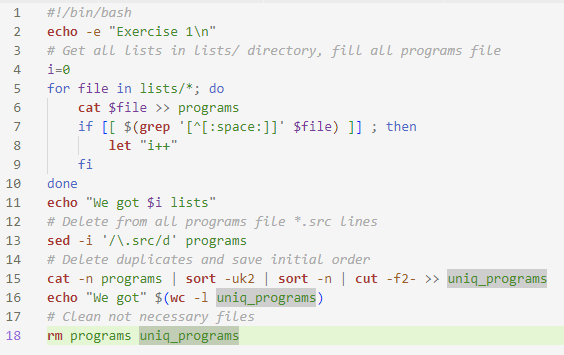 1 #!/bin/bash
2 echo -e "Exercise 1\n"
3 # Get all lists in lists/ directory, fill all programs file
4 i=0
5 for file in lists/*; do
6     cat $file >> programs
7     if [[ $(grep '[^[:space:]]' $file) ]] ; then
8         let "i++"
9     fi
10 done
11 echo "We got $i lists"
12 # Delete from all programs file *.src lines
13 sed -i '/\.src/d' programs
14 # Delete duplicates and save initial order
15 cat -n programs | sort -uk2 | sort -n | cut -f2- >> uniq_programs
16 echo "We got" $(wc -l uniq_programs)
17 # Clean not necessary files
18 rm programs uniq_programs